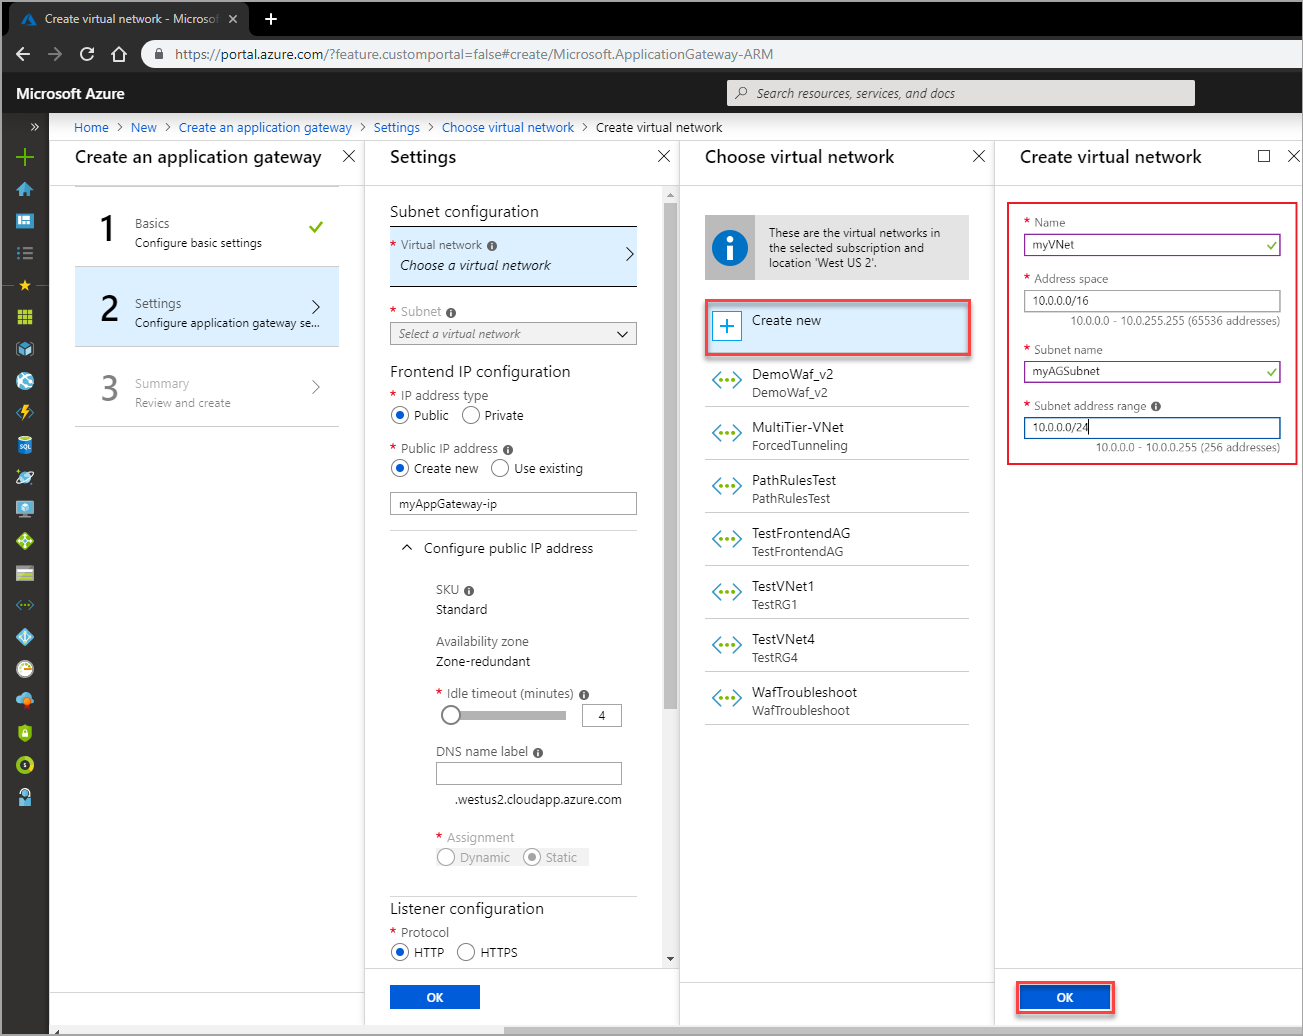 Create virtual network - Microsof
https://portal.azure.com/?feature.customportal=false#create/Microsoft.ApplicationGateway-ARM
Microsoft Azure
Search resources, services, and docs
Home > New > Create an application gateway > Settings > Choose virtual network > Create virtual network
Create an application gateway
1
Basics
Configure basic settings
2
Settings
Configure application gateway se...
3
Summary
Review and create
Settings
Subnet configuration
* Virtual network
Choose a virtual network
* Subnet
Select a virtual network
Frontend IP configuration
* IP address type
Public Private
* Public IP address
Create new Use existing
myAppGateway-ip
Configure public IP address
SKU
Standard
Availability zone
Zone-redundant
* Idle timeout (minutes)
4
DNS name label
.westus2.cloudapp.azure.com
* Assignment
Dynamic Static
Listener configuration
* Protocol
HTTP HTTPS
OK
Choose virtual network
These are the virtual networks in
the selected subscription and
location 'West US 2'.
Create new
DemoWaf_v2
DemoWaf_v2
MultiTier-VNet
ForcedTunneling
PathRulesTest
PathRulesTest
TestFrontendAG
TestFrontendAG
TestVNet1
TestRG1
TestVNet4
TestRG4
WafTroubleshoot
WafTroubleshoot
Create virtual network
* Name
myVNet
* Address space
10.0.0.0/16
10.0.0.0 - 10.0.255.255 (65536 addresses)
* Subnet name
myAGSubnet
* Subnet address range
10.0.0.0/24
10.0.0.0 - 10.0.0.255 (256 addresses)
OK